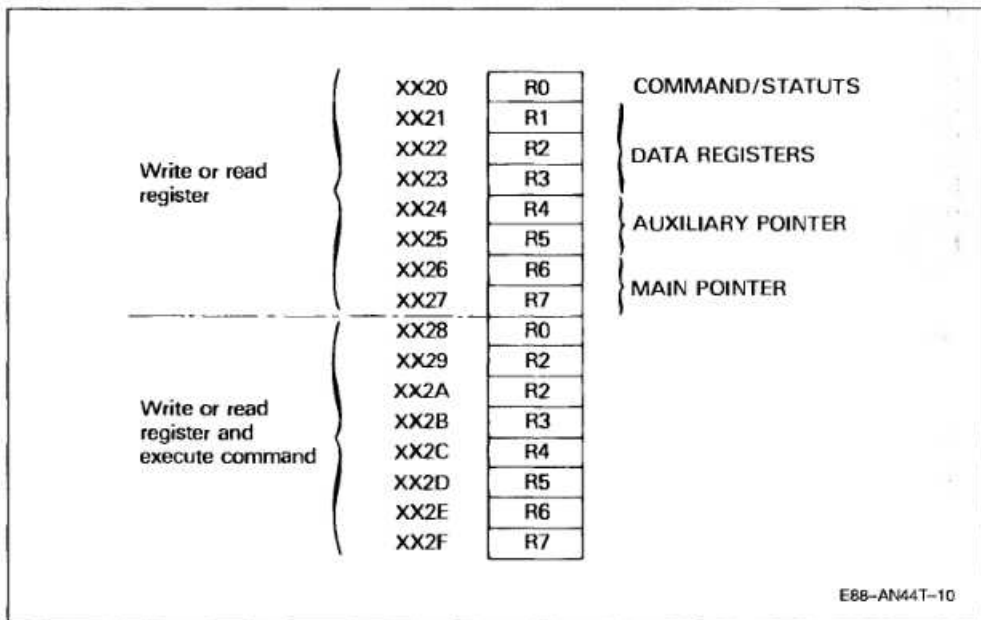 XX20 R0 COMMAND/STATUTS
XX21 R1
XX22 R2 DATA REGISTERS
Write or read
register
XX23 R3
XX24 R4 AUXILIARY POINTER
XX25 R5
XX26 R6 MAIN POINTER
XX27 R7
XX28 R0
XX29 R2
XX2A R2
Write or read
register and
execute command
XX2B R3
XX2C R4
XX2D R5
XX2E R6
XX2F R7
E88-AN44T-10